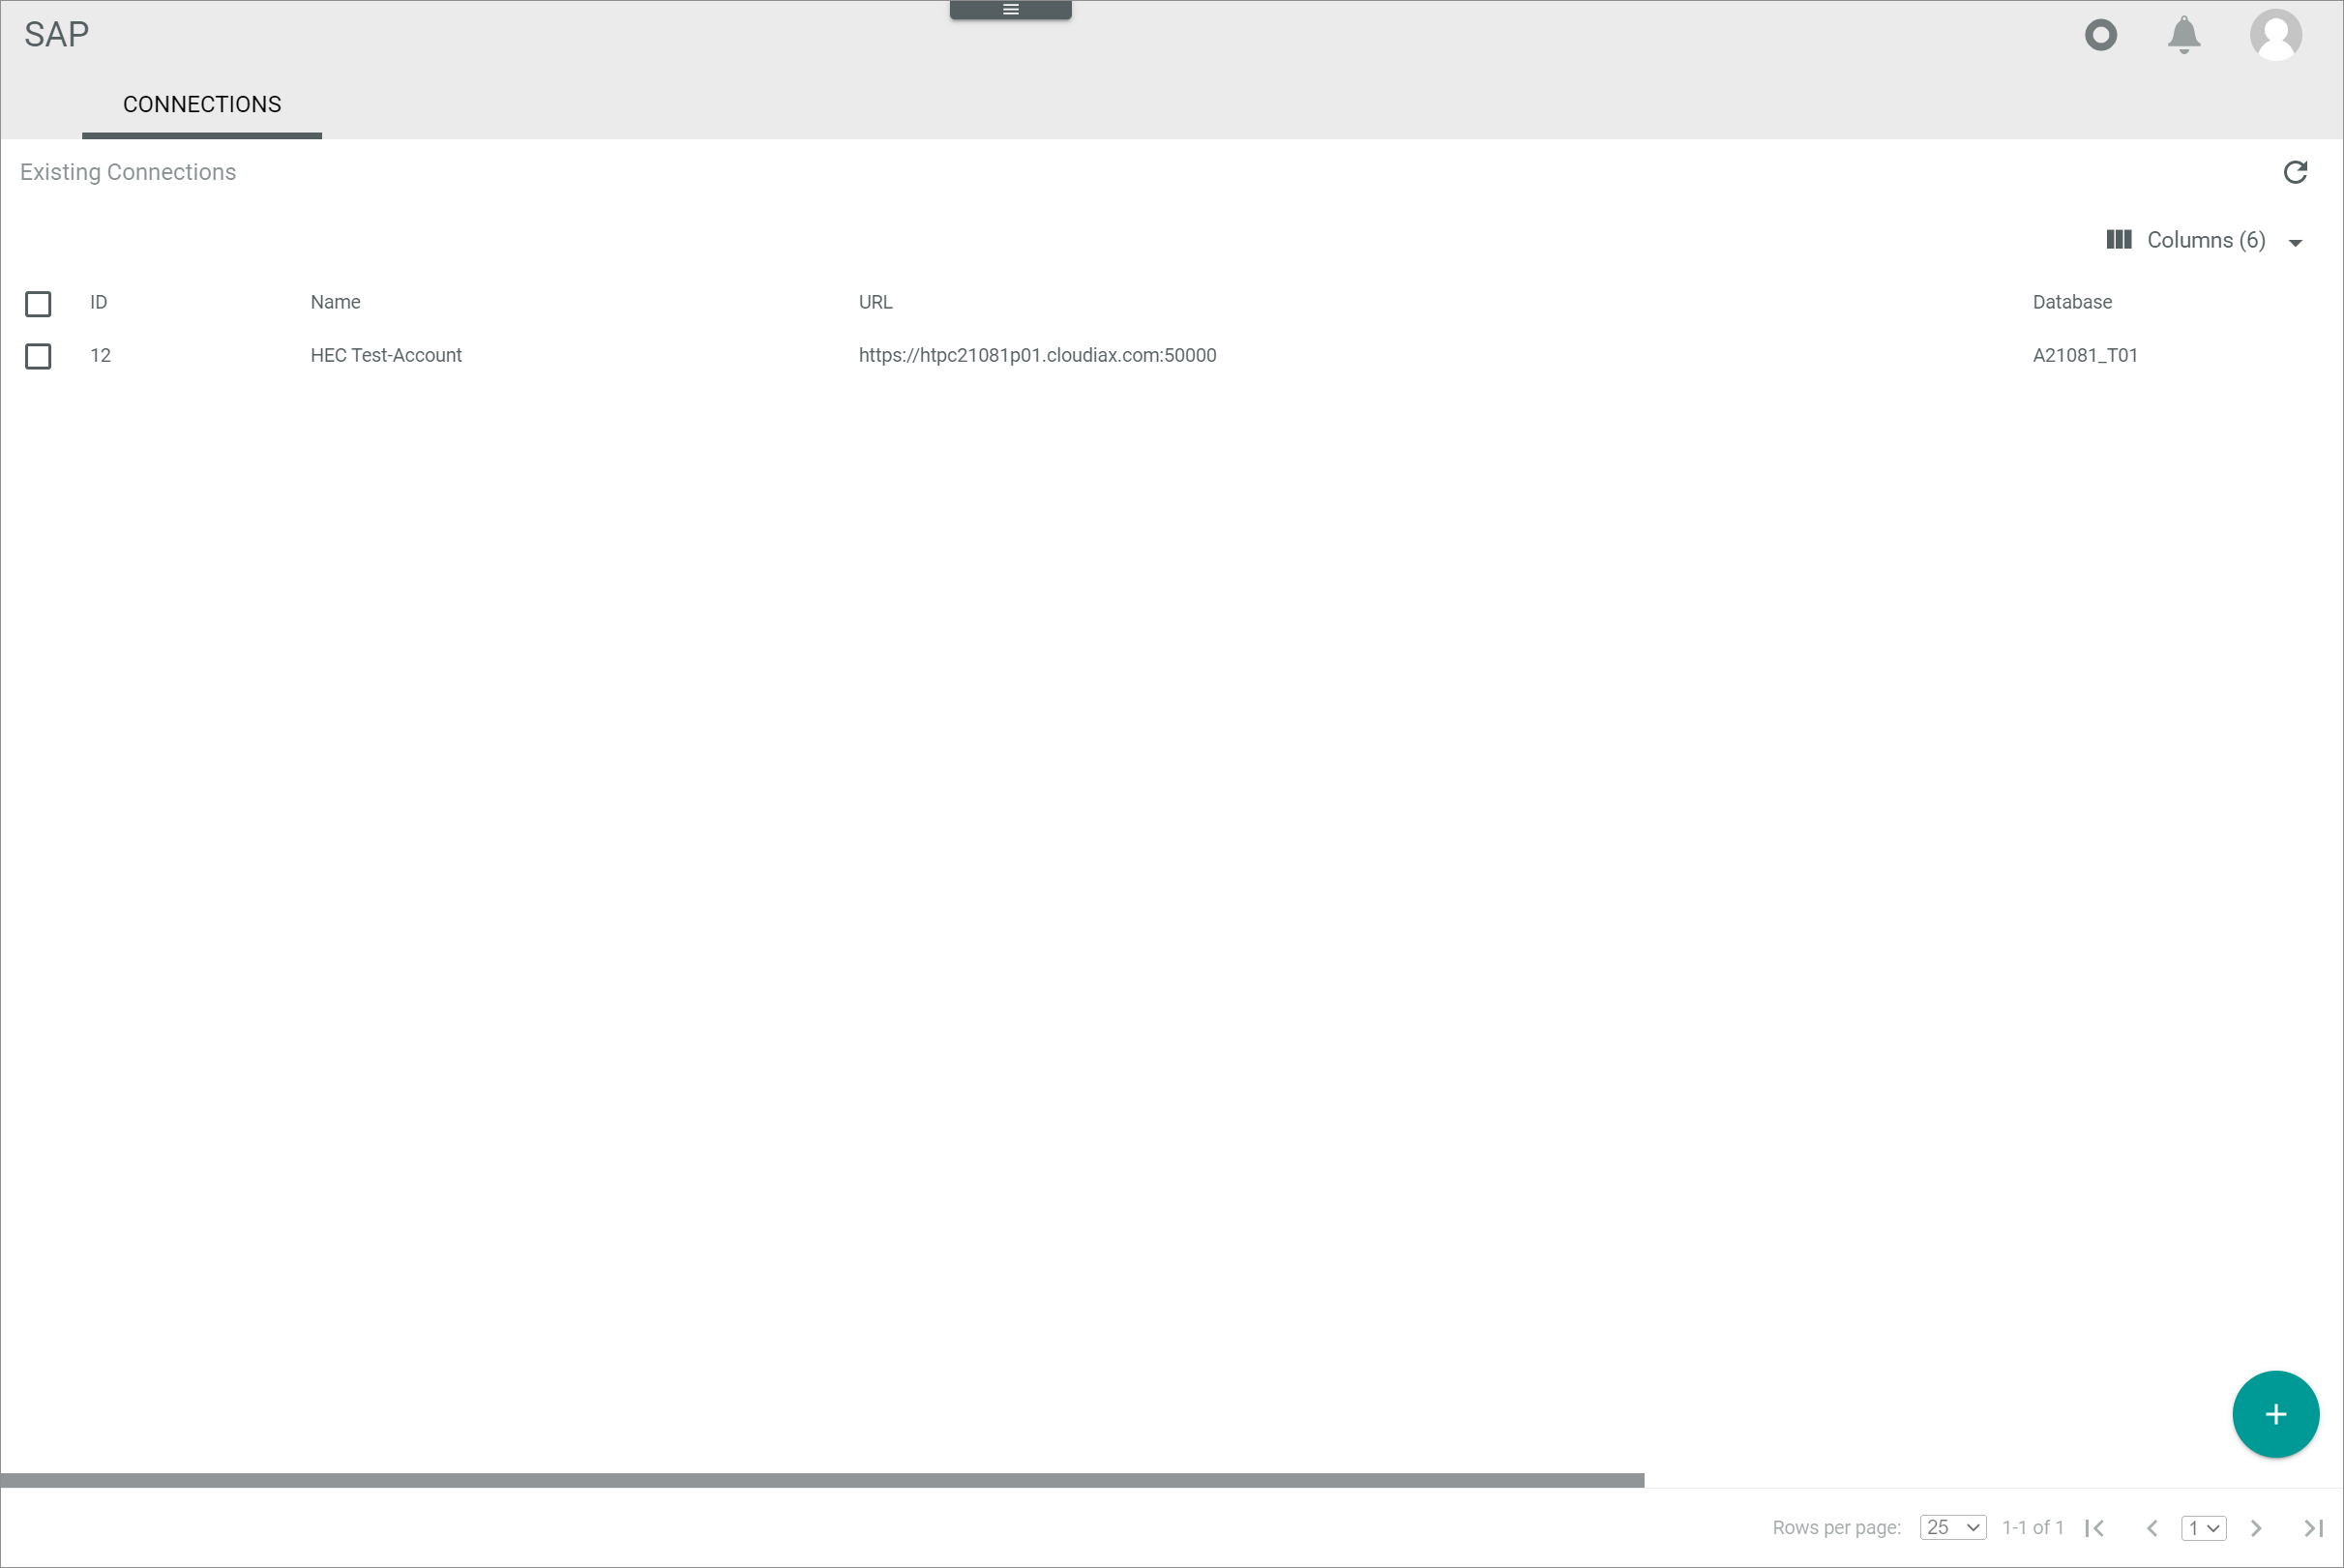 SAP
CONNECTIONS
Existing Connections
Columns (6)
ID Name URL Database
12 HEC Test-Account https://htpc21081p01.cloudiax.com:50000 A21081_T01
Rows per page: 25 1-1 of 1 1